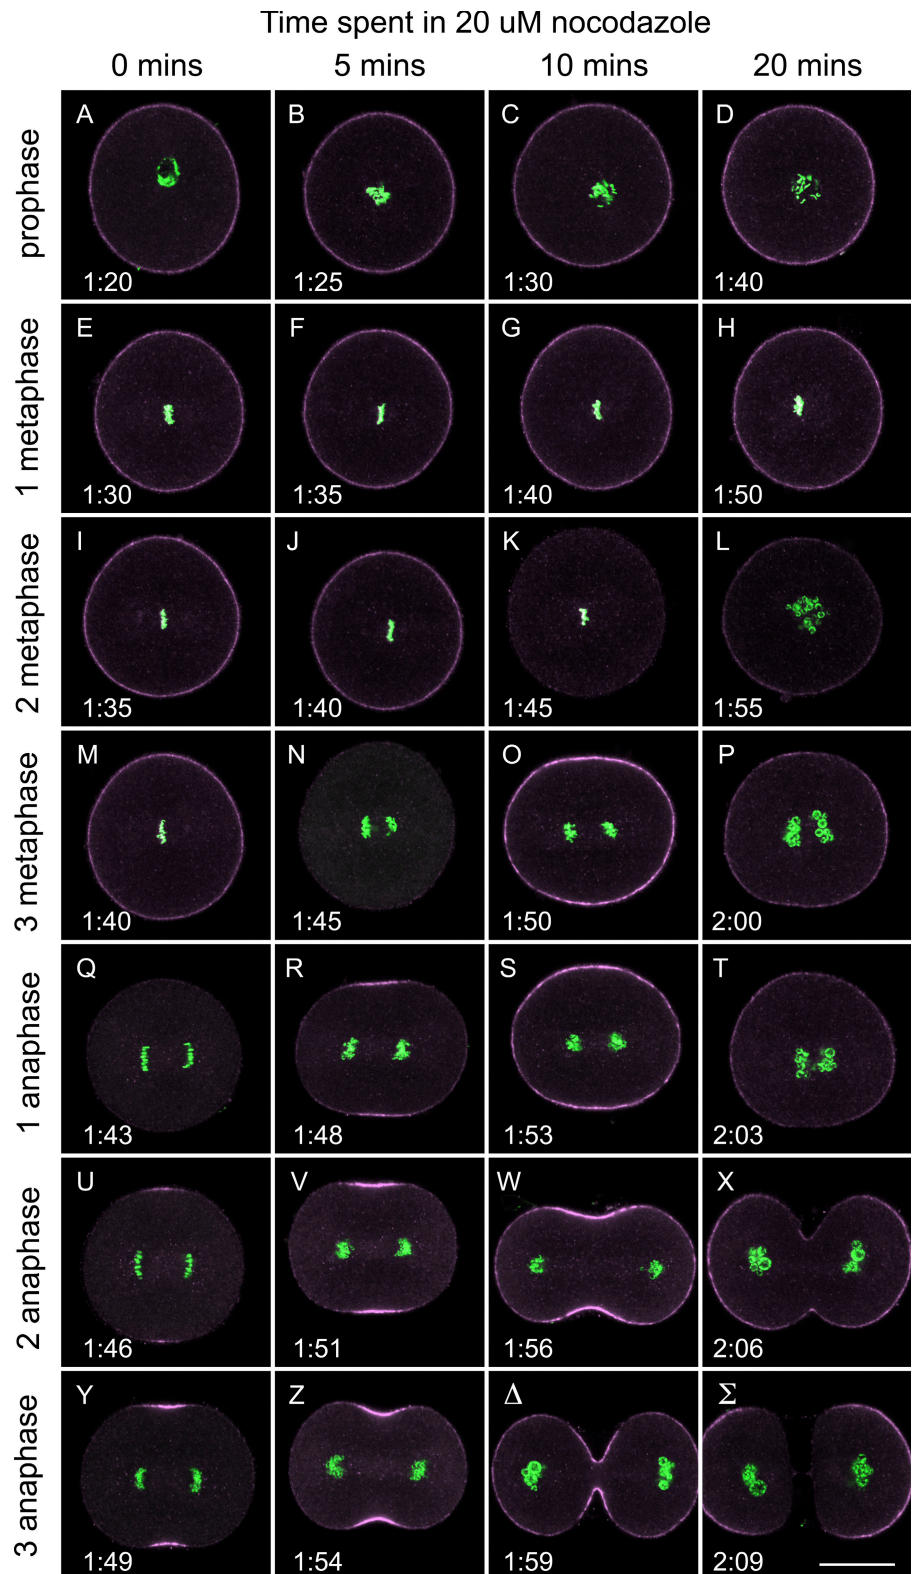 Time spent in 20 uM nocodazole
0 mins 5 mins 10 mins 20 mins
prophase
A B C D
1:20 1:25 1:30 1:40
1 metaphase
E F G H
1:30 1:35 1:40 1:50
2 metaphase
I J K L
1:35 1:40 1:45 1:55
3 metaphase
M N O P
1:40 1:45 1:50 2:00
1 anaphase
Q R S T
1:43 1:48 1:53 2:03
2 anaphase
U V W X
1:46 1:51 1:56 2:06
3 anaphase
Y Z Δ Σ
1:49 1:54 1:59 2:09